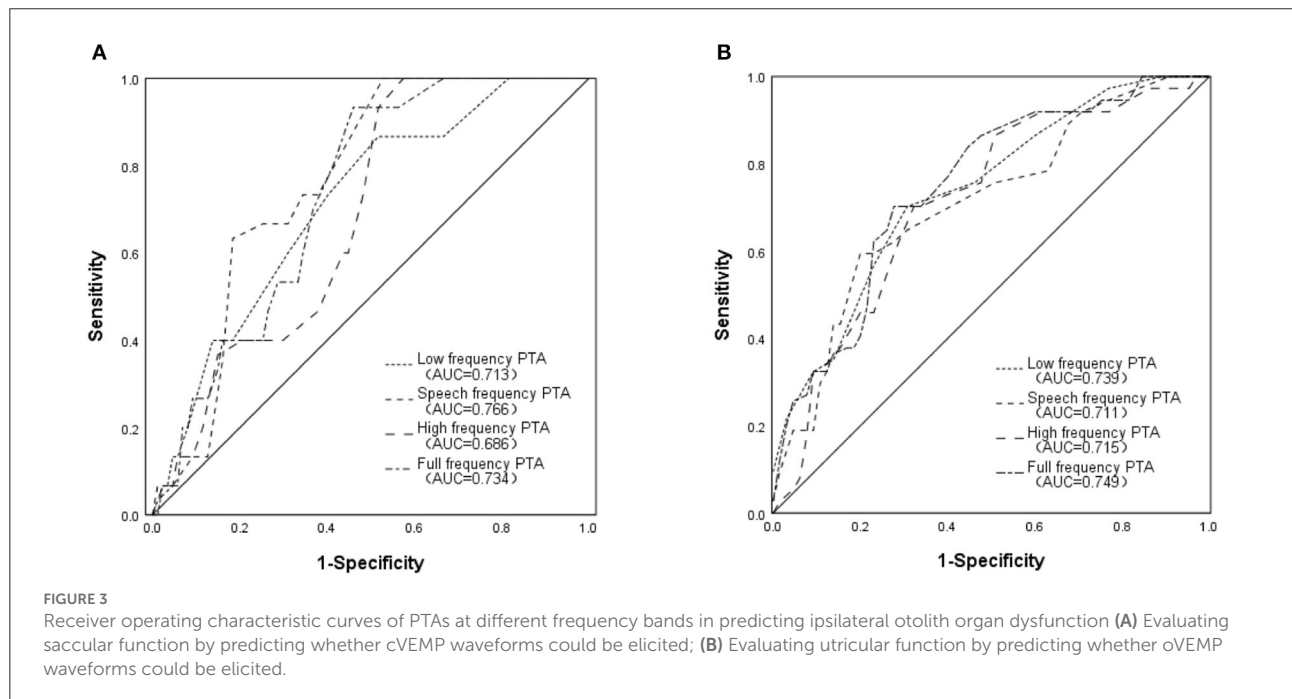 A
1.0
0.8
0.6
0.4
0.2
0.0
Sensitivity
0.0 0.2 0.4 0.6 0.8 1.0
1-Specificity
Low frequency PTA
(AUC=0.713)
Speech frequency PTA
(AUC=0.766)
High frequency PTA
(AUC=0.686)
Full frequency PTA
(AUC=0.734)
B
1.0
0.8
0.6
0.4
0.2
0.0
Sensitivity
0.0 0.2 0.4 0.6 0.8 1.0
1-Specificity
Low frequency PTA
(AUC=0.739)
Speech frequency PTA
(AUC=0.711)
High frequency PTA
(AUC=0.715)
Full frequency PTA
(AUC=0.749)
FIGURE 3
Receiver operating characteristic curves of PTAs at different frequency bands in predicting ipsilateral otolith organ dysfunction (A) Evaluating
saccular function by predicting whether cVEMP waveforms could be elicited; (B) Evaluating utricular function by predicting whether oVEMP
waveforms could be elicited.